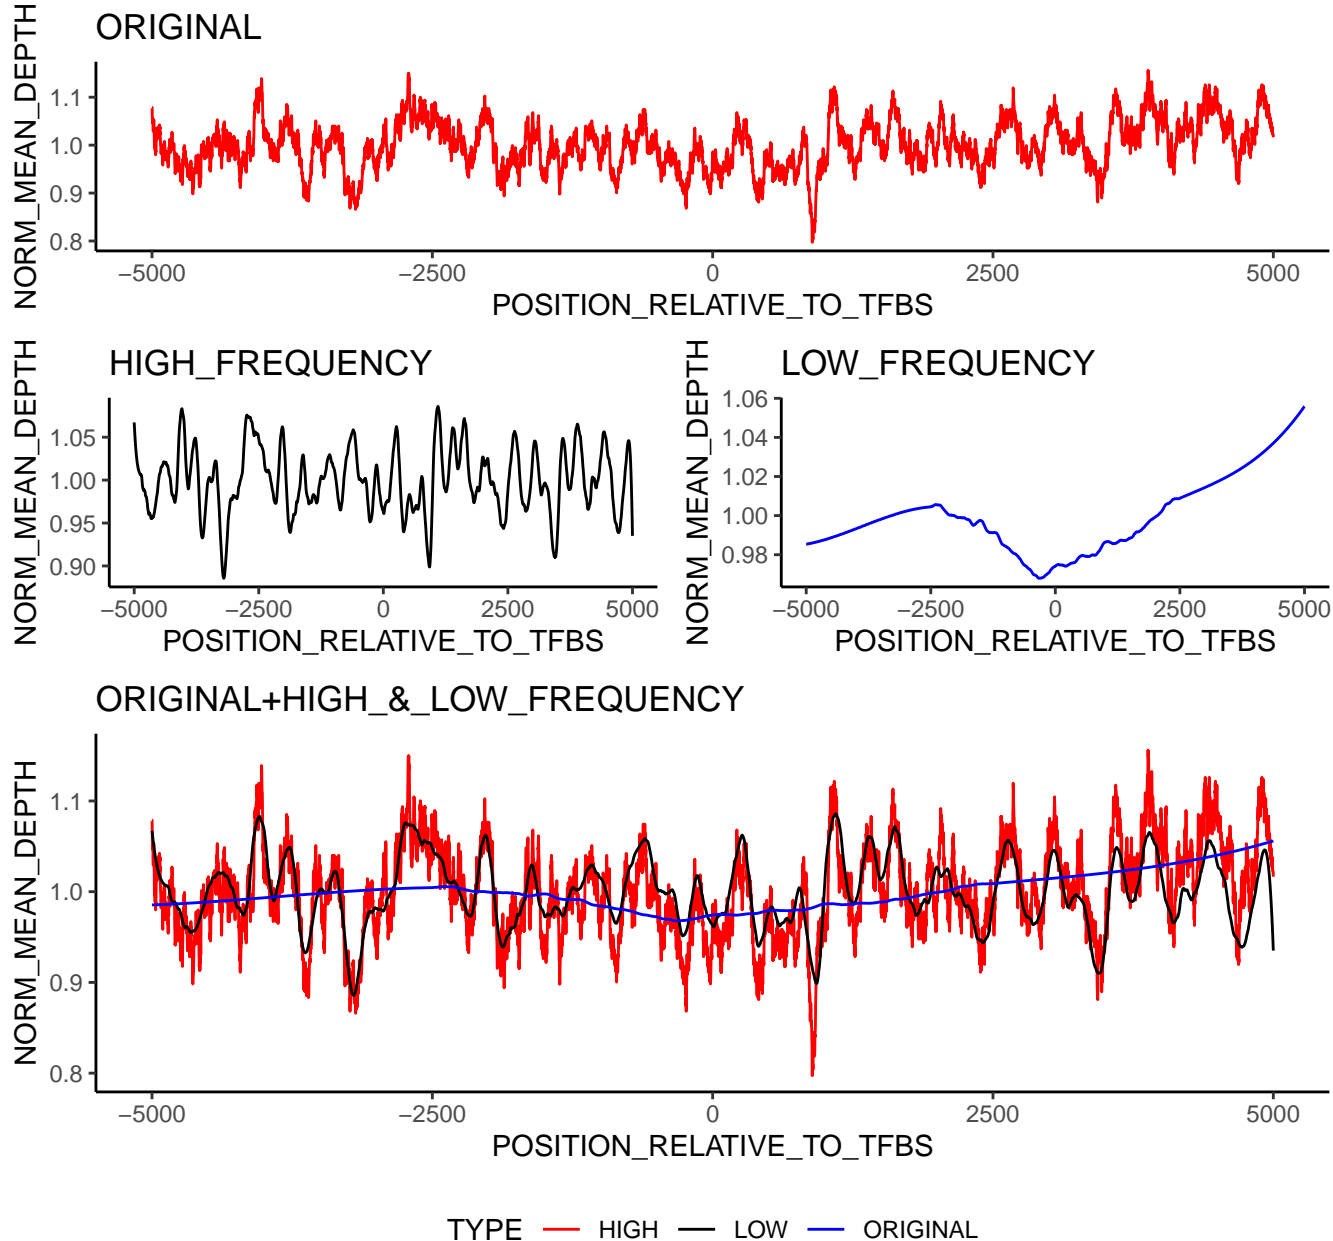 ORIGINAL
NORM_MEAN_DEPTH
1.1
1.0
0.9
0.8
−5000 −2500 0 2500 5000
POSITION_RELATIVE_TO_TFBS
HIGH_FREQUENCY
NORM_MEAN_DEPTH
1.05
1.00
0.95
0.90
−5000 −2500 0 2500 5000
POSITION_RELATIVE_TO_TFBS
LOW_FREQUENCY
NORM_MEAN_DEPTH
1.06
1.04
1.02
1.00
0.98
−5000 −2500 0 2500 5000
POSITION_RELATIVE_TO_TFBS
ORIGINAL+HIGH_&_LOW_FREQUENCY
NORM_MEAN_DEPTH
1.1
1.0
0.9
0.8
−5000 −2500 0 2500 5000
POSITION_RELATIVE_TO_TFBS
TYPE HIGH LOW ORIGINAL